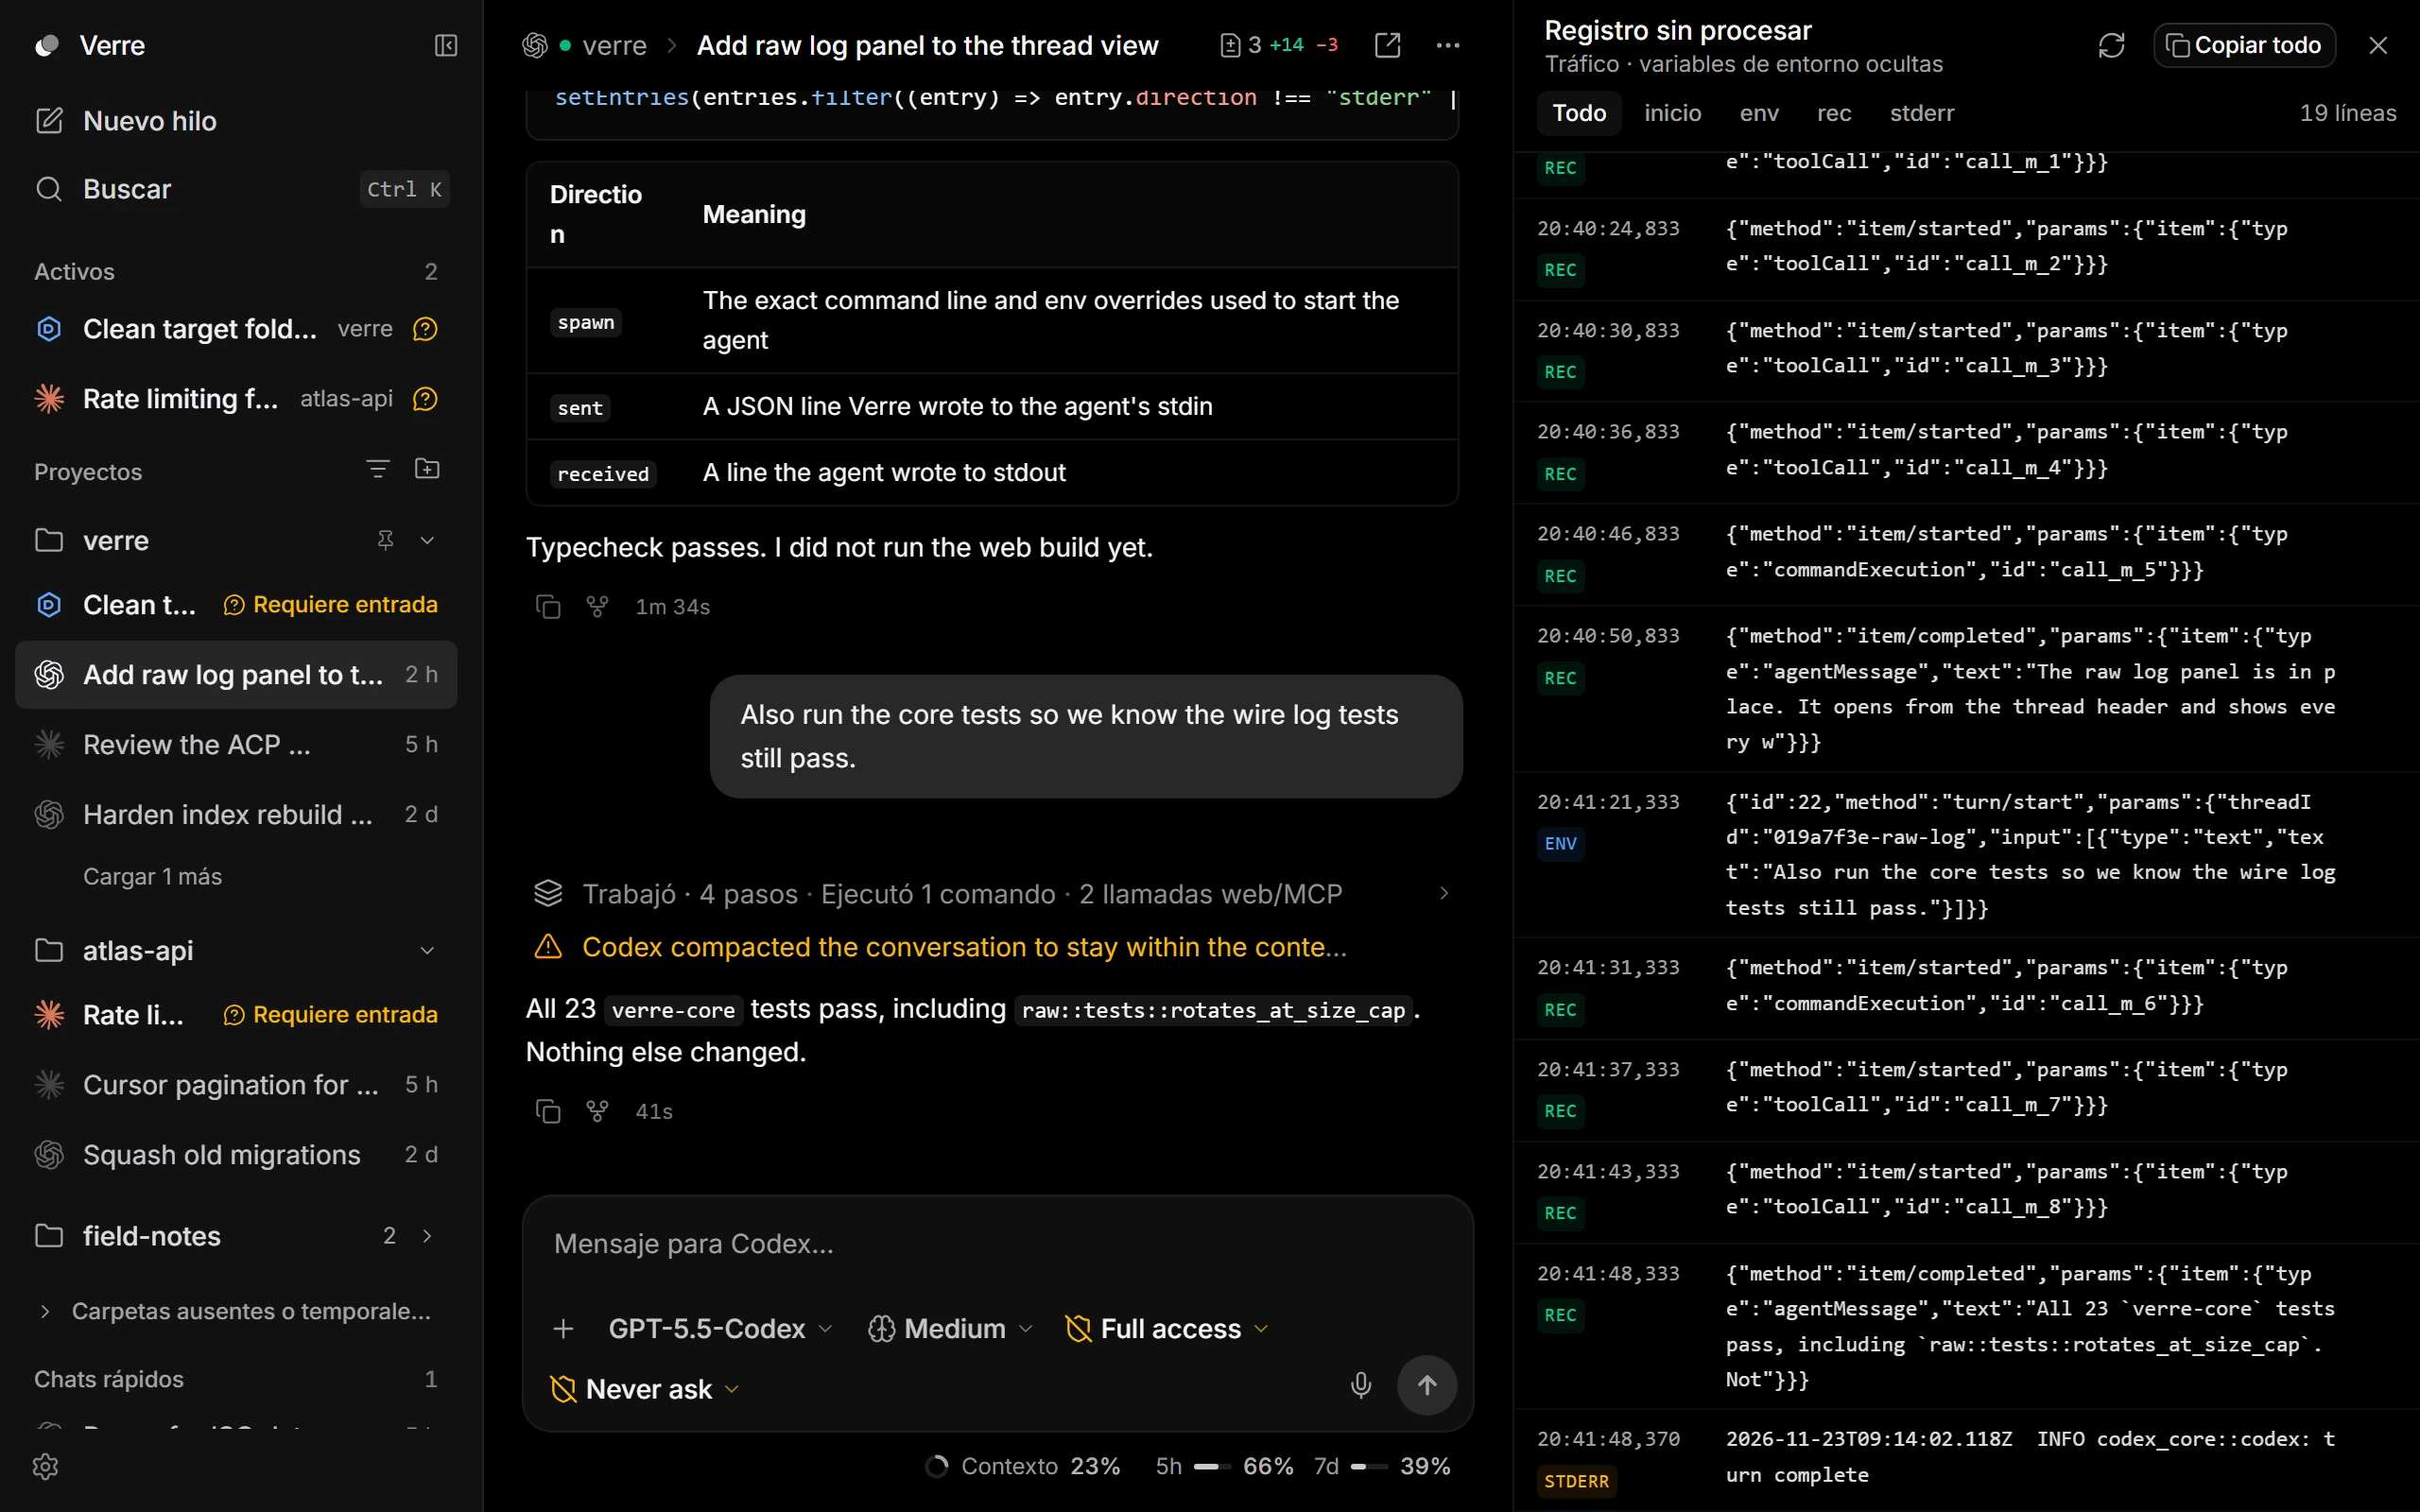 Verre
Nuevo hilo
Buscar
Ctrl K
Activos
2
Clean target fold...
verre
Rate limiting f...
atlas-api
Proyectos
verre
Clean t...
Requiere entrada
Add raw log panel to t...
2 h
Review the ACP ...
5 h
Harden index rebuild ...
2 d
Cargar 1 más
atlas-api
Rate li...
Requiere entrada
Cursor pagination for ...
5 h
Squash old migrations
2 d
field-notes
2
Carpetas ausentes o temporale...
Chats rápidos
1
verre
Add raw log panel to the thread view
3 +14 −3
setEntries(entries.filter((entry) => entry.direction !== "stderr" |
Directio
n
Meaning
spawn
The exact command line and env overrides used to start the
agent
sent
A JSON line Verre wrote to the agent's stdin
received
A line the agent wrote to stdout
Typecheck passes. I did not run the web build yet.
1m 34s
Also run the core tests so we know the wire log tests
still pass.
Trabajó · 4 pasos · Ejecutó 1 comando · 2 llamadas web/MCP
Codex compacted the conversation to stay within the conte...
All 23 verre-core tests pass, including raw::tests::rotates_at_size_cap.
Nothing else changed.
41s
Mensaje para Codex...
GPT-5.5-Codex
Medium
Full access
Never ask
Contexto 23%
5h 66%
7d 39%
Registro sin procesar
Tráfico · variables de entorno ocultas
Copiar todo
Todo
inicio
env
rec
stderr
19 líneas
REC
e":"toolCall","id":"call_m_1"}}}
20:40:24,833
REC
{"method":"item/started","params":{"item":{"typ
e":"toolCall","id":"call_m_2"}}}
20:40:30,833
REC
{"method":"item/started","params":{"item":{"typ
e":"toolCall","id":"call_m_3"}}}
20:40:36,833
REC
{"method":"item/started","params":{"item":{"typ
e":"toolCall","id":"call_m_4"}}}
20:40:46,833
REC
{"method":"item/started","params":{"item":{"typ
e":"commandExecution","id":"call_m_5"}}}
20:40:50,833
REC
{"method":"item/completed","params":{"item":{"typ
e":"agentMessage","text":"The raw log panel is in p
lace. It opens from the thread header and shows eve
ry w"}}}
20:41:21,333
ENV
{"id":22,"method":"turn/start","params":{"threadI
d":"019a7f3e-raw-log","input":[{"type":"text","tex
t":"Also run the core tests so we know the wire log
tests still pass."}]}}
20:41:31,333
REC
{"method":"item/started","params":{"item":{"typ
e":"commandExecution","id":"call_m_6"}}}
20:41:37,333
REC
{"method":"item/started","params":{"item":{"typ
e":"toolCall","id":"call_m_7"}}}
20:41:43,333
REC
{"method":"item/started","params":{"item":{"typ
e":"toolCall","id":"call_m_8"}}}
20:41:48,333
REC
{"method":"item/completed","params":{"item":{"typ
e":"agentMessage","text":"All 23 `verre-core` tests
pass, including `raw::tests::rotates_at_size_cap`.
Not"}}}
20:41:48,370
STDERR
2026-11-23T09:14:02.118Z  INFO codex_core::codex: t
urn complete